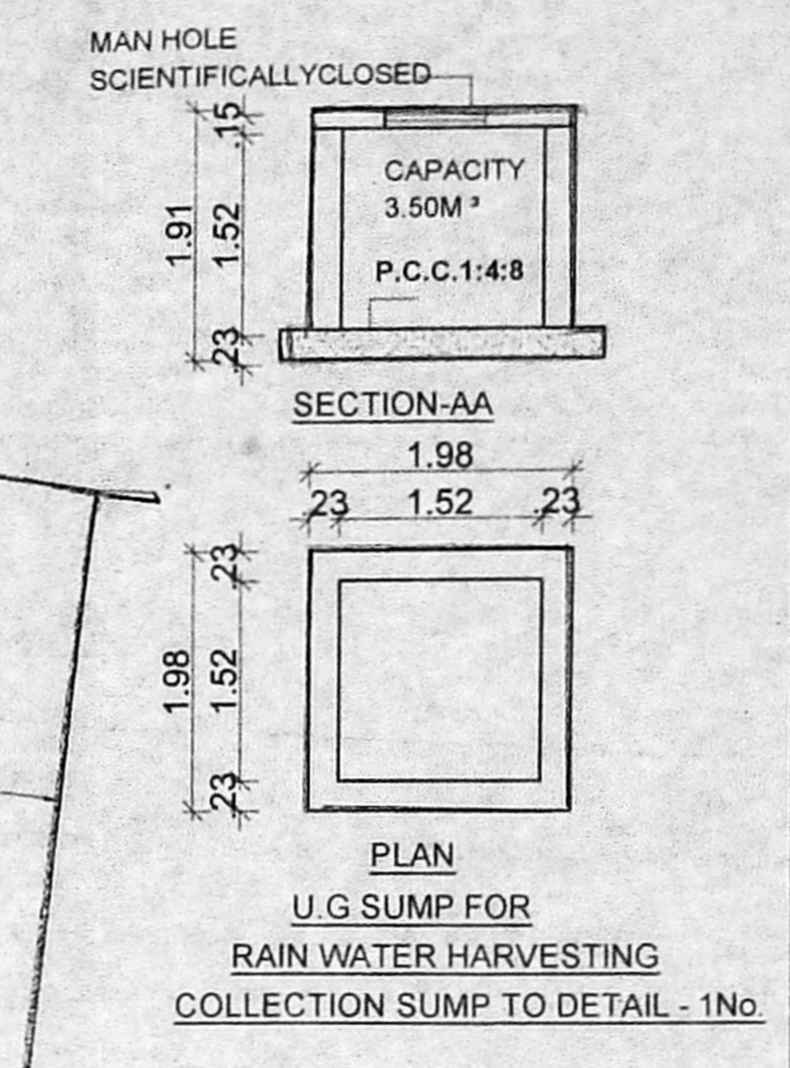 MAN HOLE
SCIENTIFICALLYCLOSED
.15
CAPACITY
3.50M ³
1.91
1.52
P.C.C.1:4:8
.23
SECTION-AA
1.98
.23 1.52 .23
.23
1.98
1.52
.23
PLAN
U.G SUMP FOR
RAIN WATER HARVESTING
COLLECTION SUMP TO DETAIL - 1No.